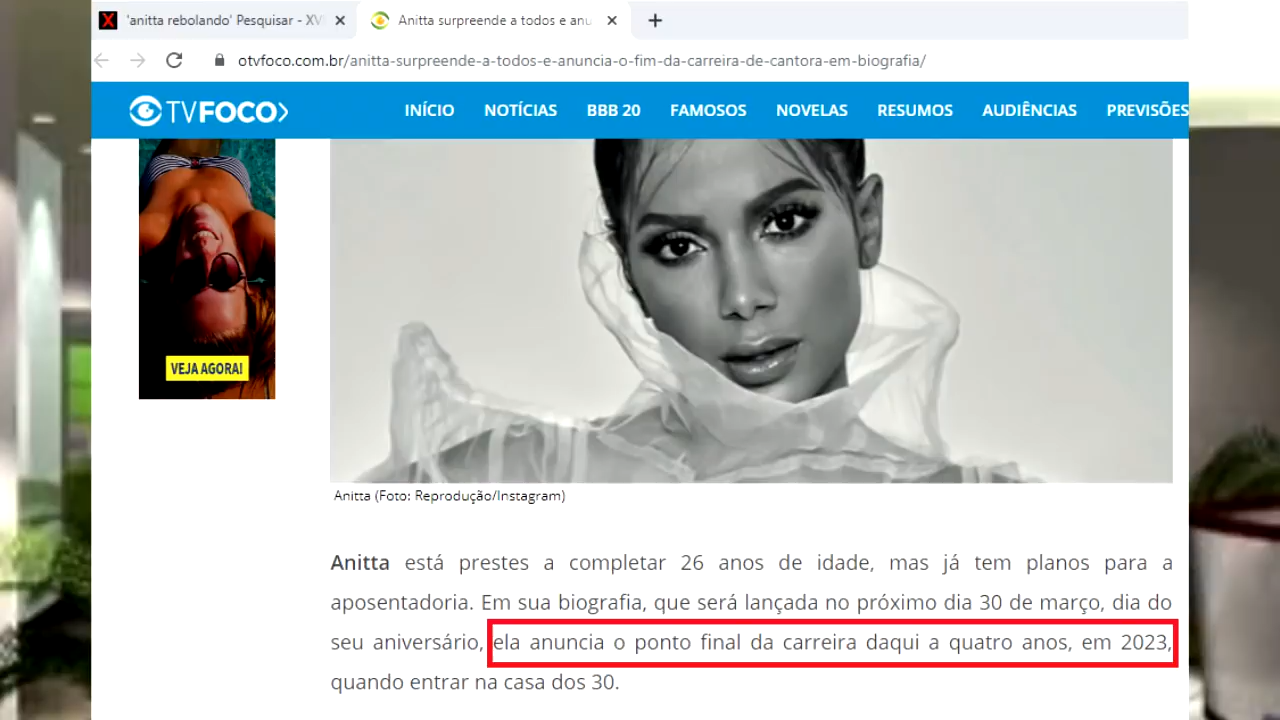 'anitta rebolando' Pesquisar - XVI
Anitta surpreende a todos e anu
otvfoco.com.br/anitta-surpreende-a-todos-e-anuncia-o-fim-da-carreira-de-cantora-em-biografia/
TVFOCO
INÍCIO NOTÍCIAS BBB 20 FAMOSOS NOVELAS RESUMOS AUDIÊNCIAS PREVISÕES
VEJA AGORA!
Anitta (Foto: Reprodução/Instagram)
Anitta está prestes a completar 26 anos de idade, mas já tem planos para a
aposentadoria. Em sua biografia, que será lançada no próximo dia 30 de março, dia do
seu aniversário, ela anuncia o ponto final da carreira daqui a quatro anos, em 2023,
quando entrar na casa dos 30.